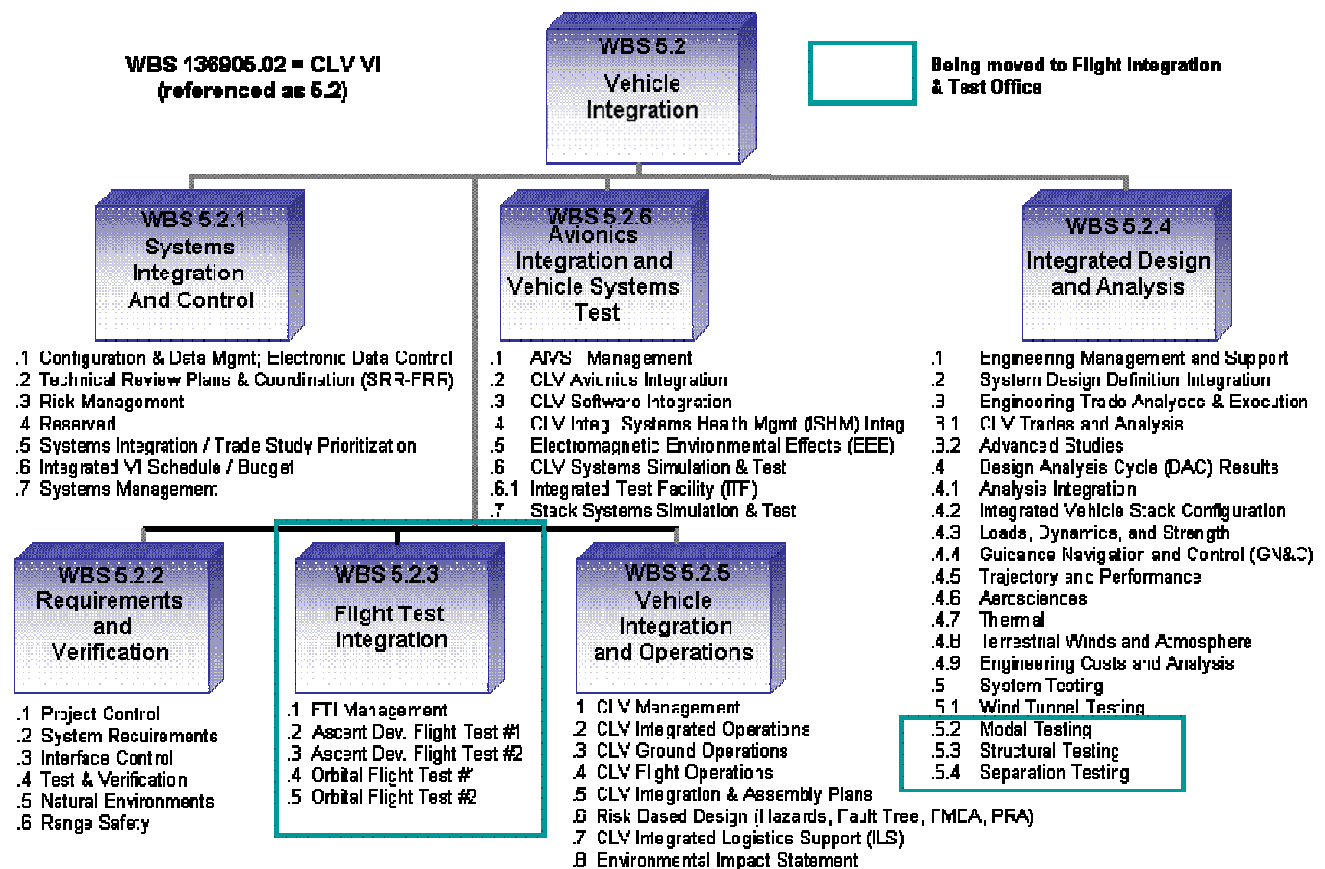 WBS 136905.02 = CLV VI
(referenced as 5.2)
WBS 5.2
Vehicle
Integration
Being moved to Flight Integration
& Test Office
WBS 5.2.1
Systems
Integration
And Control
.1 Configuration & Data Mgmt; Electronic Data Control
.2 Technical Review Plans & Coordination (SRR-FRR)
.3 Risk Management
.4 Reserved
.5 Systems Integration / Trade Study Prioritization
.6 Integrated VI Schedule / Budget
.7 Systems Management
WBS 5.2.6
Avionics
Integration and
Vehicle Systems
Test
.1 AIVS Management
.2 CLV Avionics Integration
.3 CLV Software Integration
.4 CLV Integ. Systems Health Mgmt (ISHM) Integ
.5 Electromagnetic Environmental Effects (EEE)
.6 CLV Systems Simulation & Test
.6.1 Integrated Test Facility (ITF)
.7 Stack Systems Simulation & Test
WBS 5.2.4
Integrated Design
and Analysis
.1 Engineering Management and Support
.2 System Design Definition Integration
.3 Engineering Trade Analyses & Execution
.3.1 CLV Trades and Analysis
.3.2 Advanced Studies
.4 Design Analysis Cycle (DAC) Results
.4.1 Analysis Integration
.4.2 Integrated Vehicle Stack Configuration
.4.3 Loads, Dynamics, and Strength
.4.4 Guidance Navigation and Control (GN&C)
.4.5 Trajectory and Performance
.4.6 Aerosciences
.4.7 Thermal
.4.8 Terrestrial Winds and Atmosphere
.4.9 Engineering Costs and Analysis
.5 System Testing
.5.1 Wind Tunnel Testing
.5.2 Modal Testing
.5.3 Structural Testing
.5.4 Separation Testing
WBS 5.2.2
Requirements
and
Verification
.1 Project Control
.2 System Requirements
.3 Interface Control
.4 Test & Verification
.5 Natural Environments
.6 Range Safety
WBS 5.2.3
Flight Test
Integration
.1 FTI Management
.2 Ascent Dev. Flight Test #1
.3 Ascent Dev. Flight Test #2
.4 Orbital Flight Test #
.5 Orbital Flight Test #2
WBS 5.2.5
Vehicle
Integration
and Operations
.1 CLV Management
.2 CLV Integrated Operations
.3 CLV Ground Operations
.4 CLV Flight Operations
.5 CLV Integration & Assembly Plans
.6 Risk Based Design (Hazards, Fault Tree, FMEA, PRA)
.7 CLV Integrated Logistics Support (ILS)
.8 Environmental Impact Statement